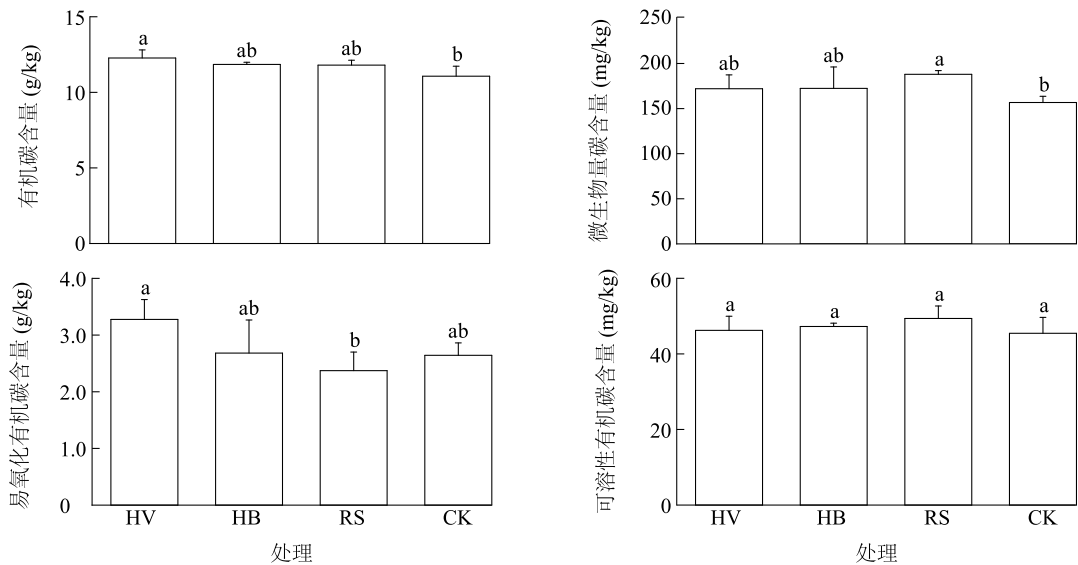 有机碳含量 (g/kg)
15
10
5
0
a
ab
ab
b
微生物量碳含量 (mg/kg)
250
200
150
100
50
0
ab
ab
a
b
易氧化有机碳含量 (g/kg)
4.0
3.0
2.0
1.0
0
a
ab
b
ab
HV HB RS CK
处理
可溶性有机碳含量 (mg/kg)
60
40
20
0
a
a
a
a
HV HB RS CK
处理